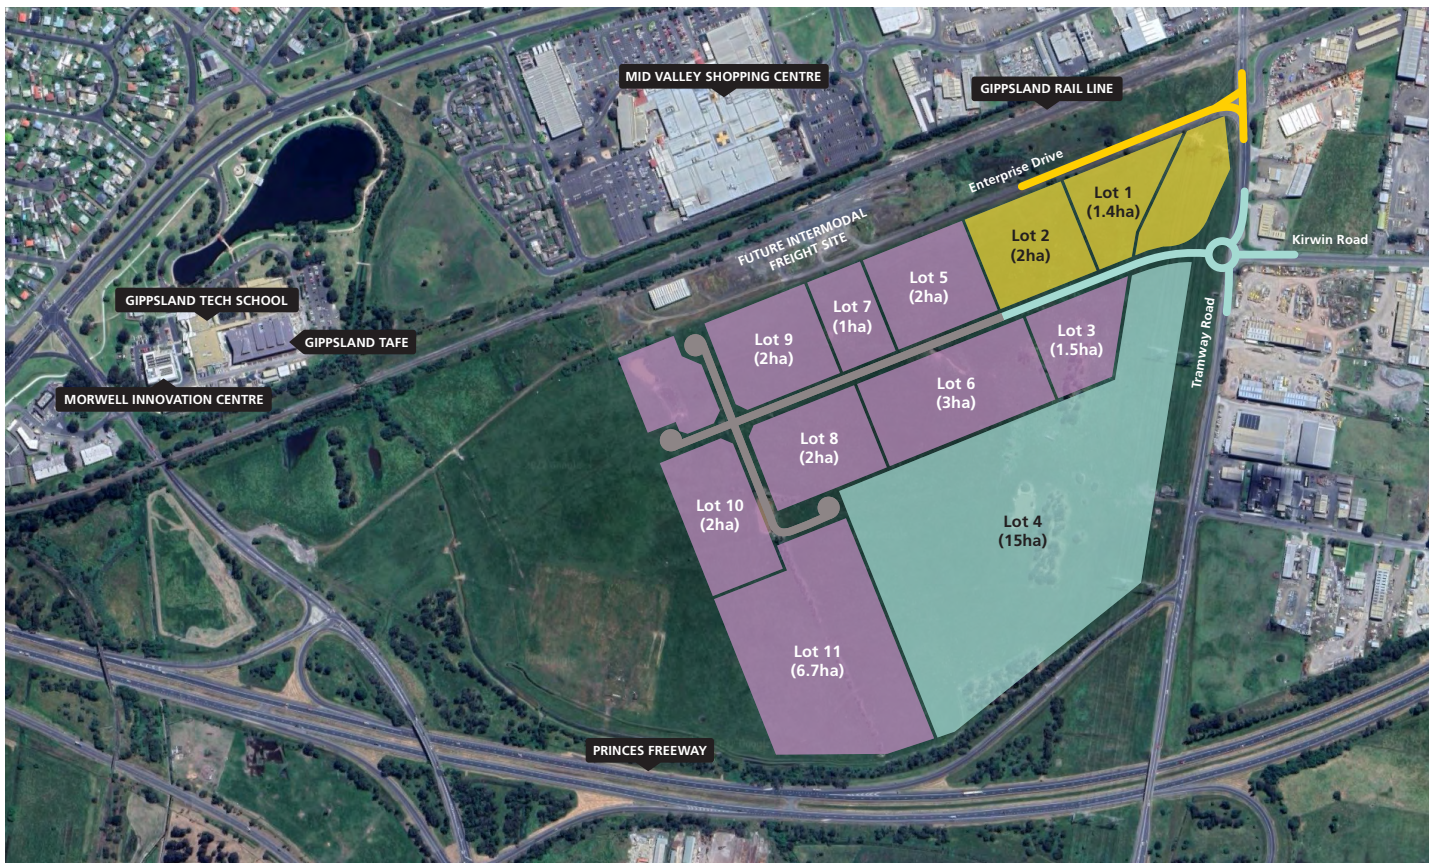 MID VALLEY SHOPPING CENTRE
GIPPSLAND RAIL LINE
Enterprise Drive
Lot 1
(1.4ha)
Lot 2
(2ha)
Kirwin Road
FUTURE INTERMODAL
FREIGHT SITE
Lot 5
(2ha)
Lot 7
(1ha)
GIPPSLAND TECH SCHOOL
GIPPSLAND TAFE
MORWELL INNOVATION CENTRE
Lot 9
(2ha)
Lot 3
(1.5ha)
Tramway Road
Lot 6
(3ha)
Lot 8
(2ha)
Lot 10
(2ha)
Lot 4
(15ha)
Lot 11
(6.7ha)
PRINCES FREEWAY